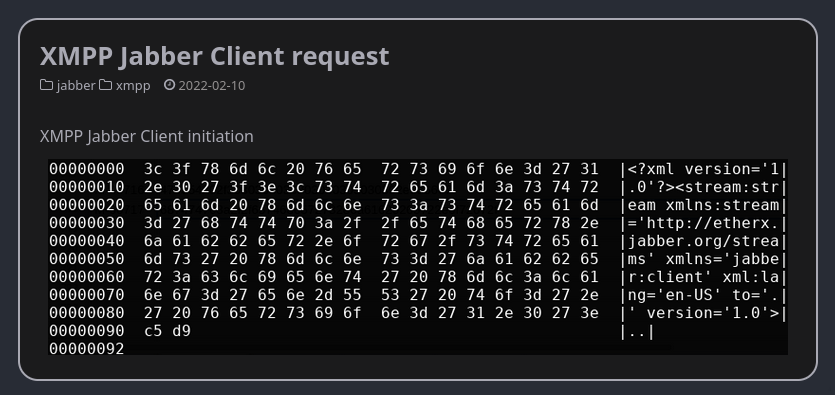 XMPP Jabber Client request
jabber xmpp 2022-02-10
XMPP Jabber Client initiation
00000000  3c 3f 78 6d 6c 20 76 65  72 73 69 6f 6e 3d 27 31  |<?xml version='1|
00000010  2e 30 27 3f 3e 3c 73 74  72 65 61 6d 3a 73 74 72  |.0'?><stream:str|
00000020  65 61 6d 20 78 6d 6c 6e  73 3a 73 74 72 65 61 6d  |eam xmlns:stream|
00000030  3d 27 68 74 74 70 3a 2f  2f 65 74 68 65 72 78 2e  |='http://etherx.|
00000040  6a 61 62 62 65 72 2e 6f  72 67 2f 73 74 72 65 61  |jabber.org/strea|
00000050  6d 73 27 20 78 6d 6c 6e  73 3d 27 6a 61 62 62 65  |ms' xmlns='jabbe|
00000060  72 3a 63 6c 69 65 6e 74  27 20 78 6d 6c 3a 6c 61  |r:client' xml:la|
00000070  6e 67 3d 27 65 6e 2d 55  53 27 20 74 6f 3d 27 2e  |ng='en-US' to='.|
00000080  27 20 76 65 72 73 69 6f  6e 3d 27 31 2e 30 27 3e  |' version='1.0'>|
00000090  c5 d9  |..|
00000092